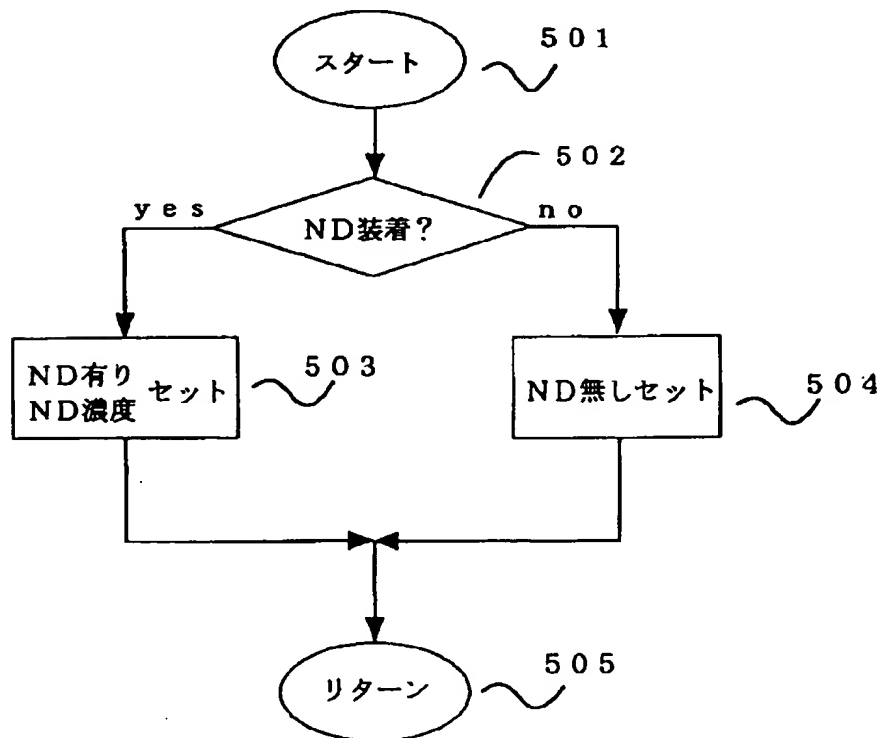 スタート
501
502
yes
ND装着?
no
ND有り
ND濃度
セット
503
ND無しセット
504
リターン
505